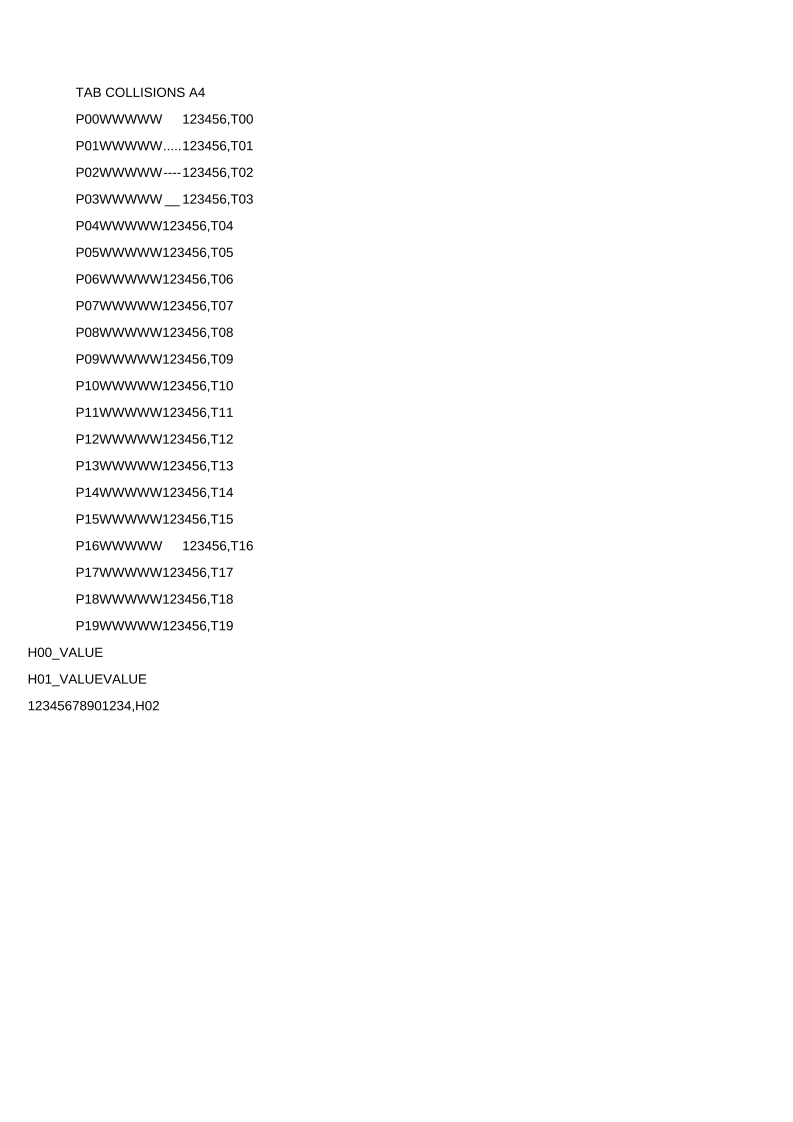 TAB COLLISIONS A4
P00WWWWW 123456,T00
P01WWWWW.....123456,T01
P02WWWWW----123456,T02
P03WWWWW __ 123456,T03
P04WWWWW123456,T04
P05WWWWW123456,T05
P06WWWWW123456,T06
P07WWWWW123456,T07
P08WWWWW123456,T08
P09WWWWW123456,T09
P10WWWWW123456,T10
P11WWWWW123456,T11
P12WWWWW123456,T12
P13WWWWW123456,T13
P14WWWWW123456,T14
P15WWWWW123456,T15
P16WWWWW 123456,T16
P17WWWWW123456,T17
P18WWWWW123456,T18
P19WWWWW123456,T19
H00_VALUE
H01_VALUEVALUE
12345678901234,H02